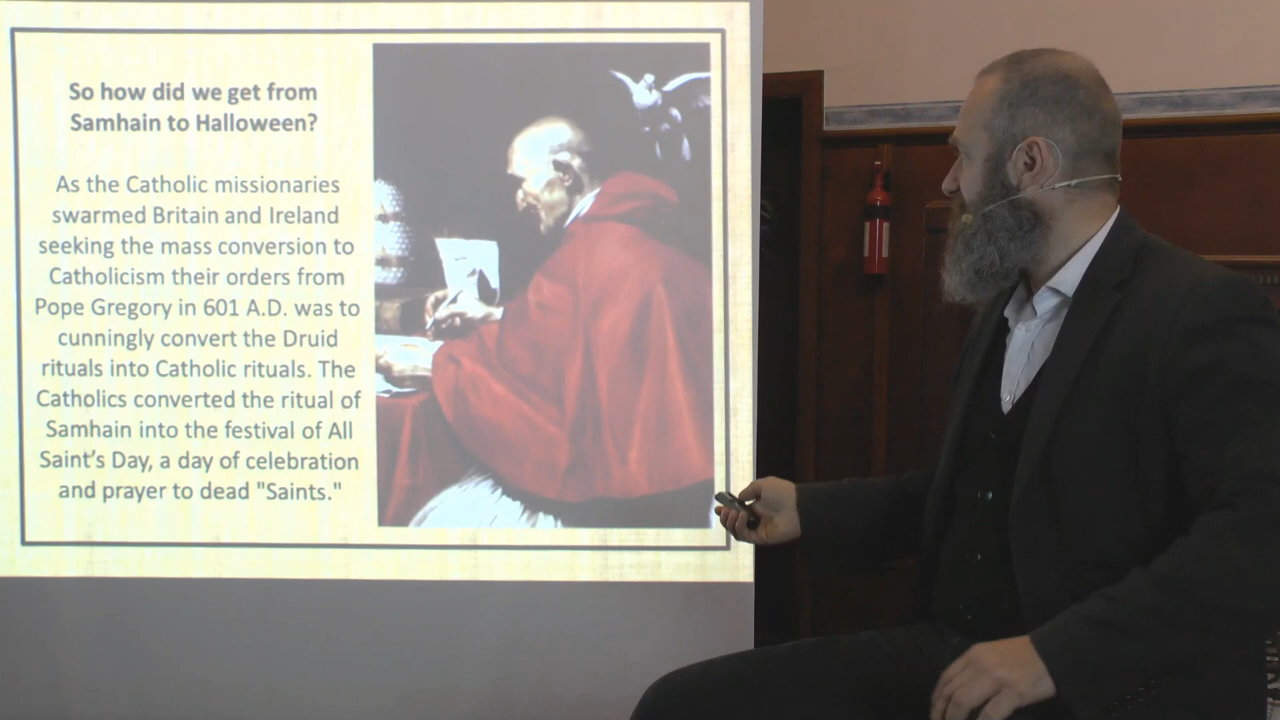 So how did we get from
Samhain to Halloween?
As the Catholic missionaries
swarmed Britain and Ireland
seeking the mass conversion to
Catholicism their orders from
Pope Gregory in 601 A.D. was to
cunningly convert the Druid
rituals into Catholic rituals. The
Catholics converted the ritual of
Samhain into the festival of All
Saint's Day, a day of celebration
and prayer to dead "Saints."